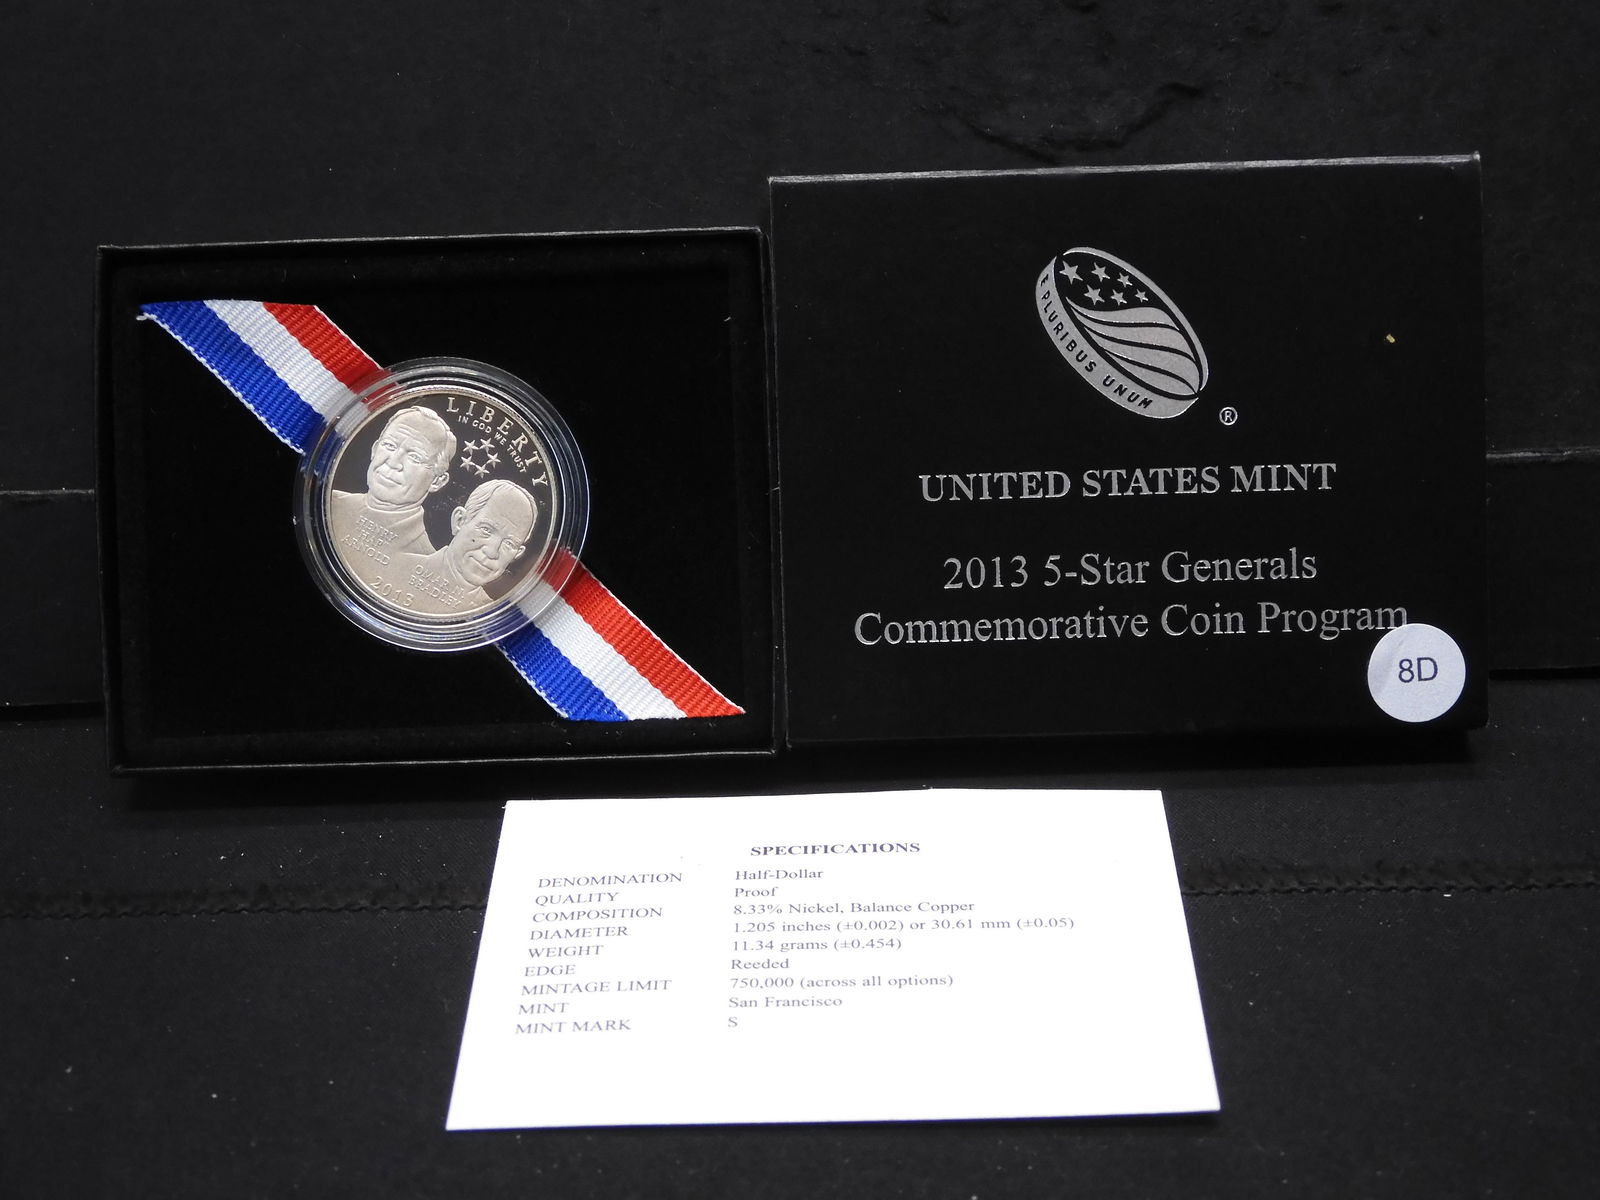 LIBERTY
IN GOD WE TRUST
HENRY
"HAP"
ARNOLD
OMAR N.
BRADLEY
2013
E PLURIBUS UNUM
®
UNITED STATES MINT
2013 5-Star Generals
Commemorative Coin Program
8D
SPECIFICATIONS
DENOMINATION Half-Dollar
QUALITY Proof
COMPOSITION 8.33% Nickel, Balance Copper
DIAMETER 1.205 inches (±0.002) or 30.61 mm (±0.05)
WEIGHT 11.34 grams (±0.454)
EDGE Reeded
MINTAGE LIMIT 750,000 (across all options)
MINT San Francisco
MINT MARK S